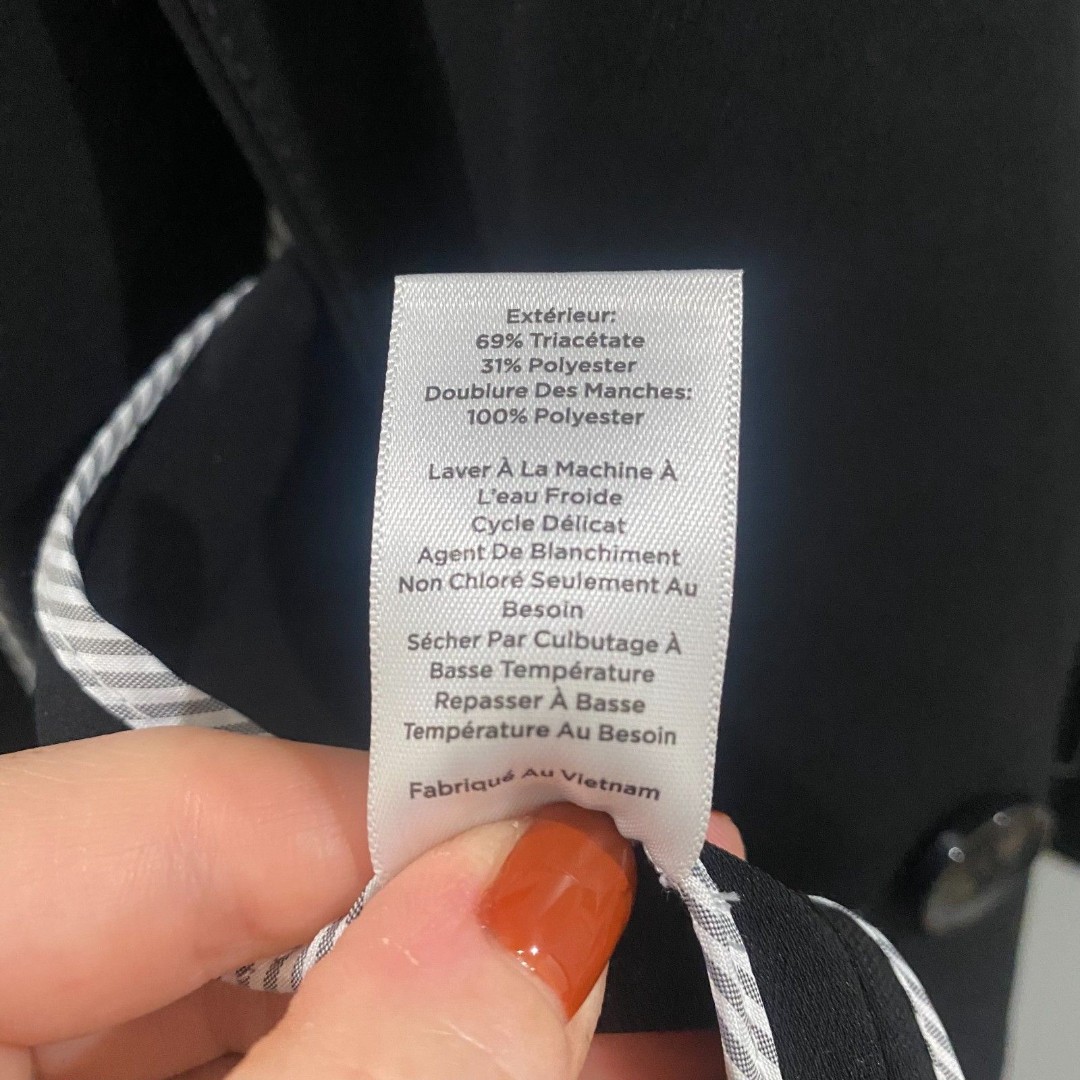 Extérieur:
69% Triacétate
31% Polyester
Doublure Des Manches:
100% Polyester
Laver À La Machine À
L'eau Froide
Cycle Délicat
Agent De Blanchiment
Non Chloré Seulement Au
Besoin
Sécher Par Culbutage À
Basse Température
Repasser À Basse
Température Au Besoin
Fabriqué Au Vietnam